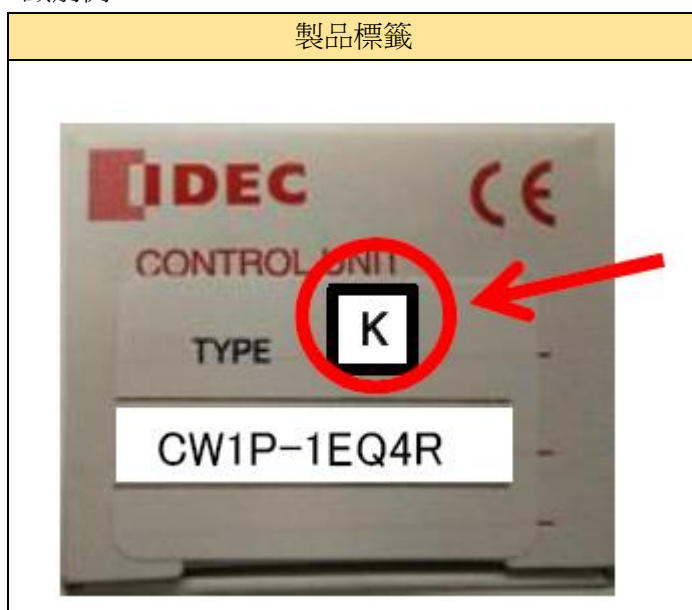 製品標籤
IDEC CE
CONTROL UNIT
TYPE K
CW1P-1EQ4R